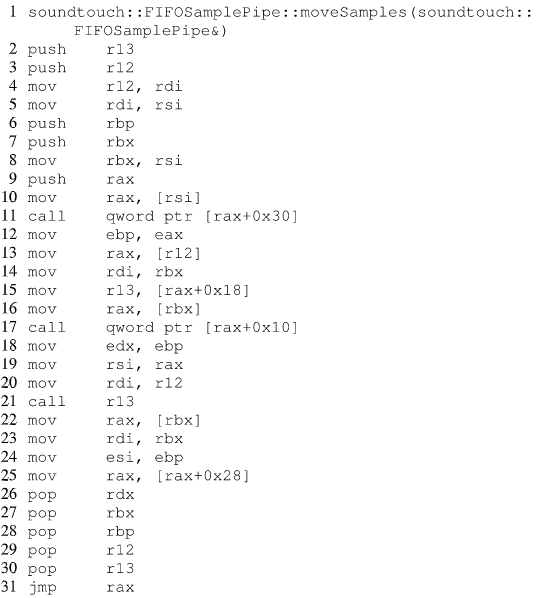 1 soundtouch::FIFOSamplePipe::moveSamples(soundtouch::
FIFOSamplePipe&)
2 push r13
3 push r12
4 mov r12, rdi
5 mov rdi, rsi
6 push rbp
7 push rbx
8 mov rbx, rsi
9 push rax
10 mov rax, [rsi]
11 call qword ptr [rax+0x30]
12 mov ebp, eax
13 mov rax, [r12]
14 mov rdi, rbx
15 mov r13, [rax+0x18]
16 mov rax, [rbx]
17 call qword ptr [rax+0x10]
18 mov edx, ebp
19 mov rsi, rax
20 mov rdi, r12
21 call r13
22 mov rax, [rbx]
23 mov rdi, rbx
24 mov esi, ebp
25 mov rax, [rax+0x28]
26 pop rdx
27 pop rbx
28 pop rbp
29 pop r12
30 pop r13
31 jmp rax